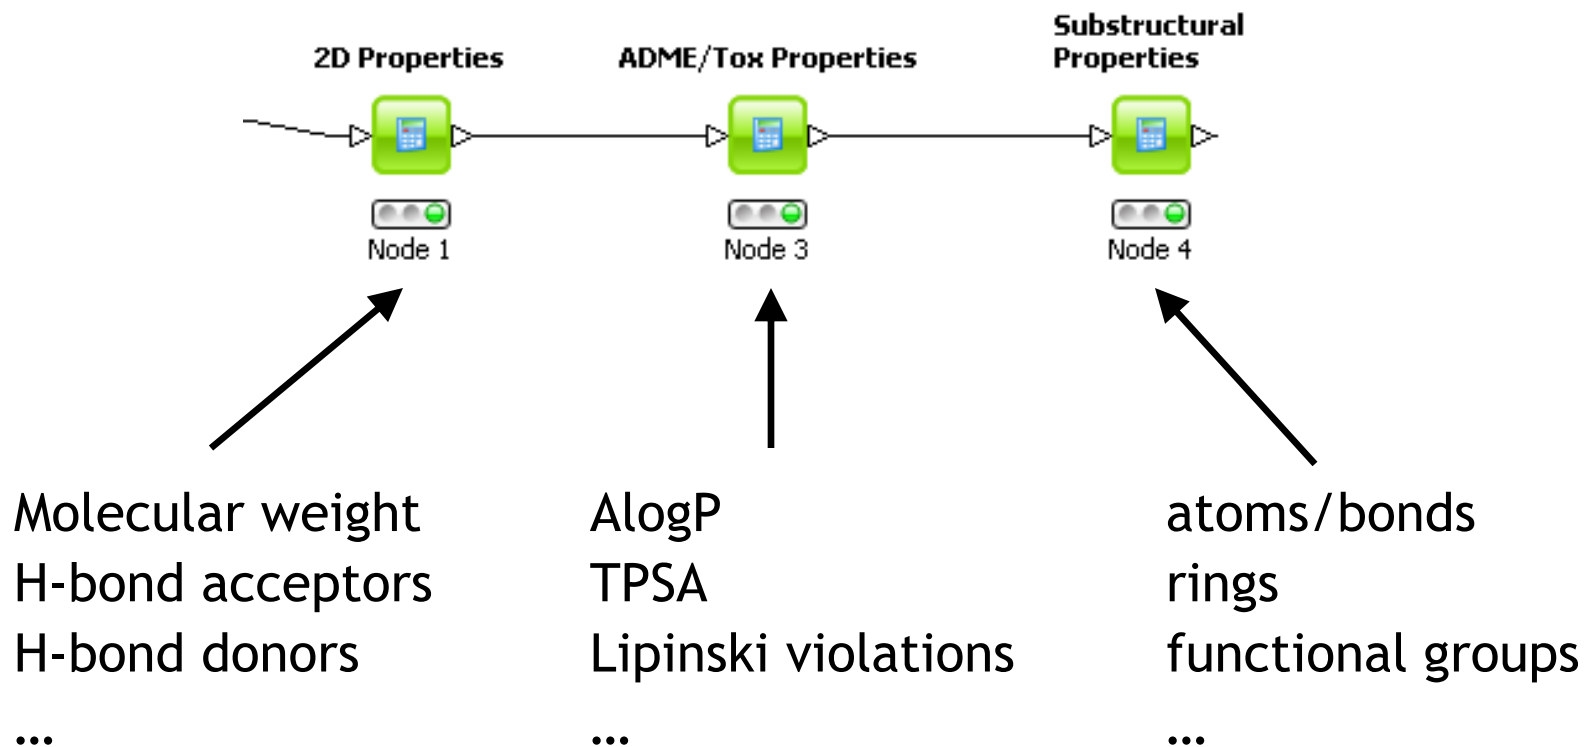 2D Properties
ADME/Tox Properties
Substructural
Properties
Node 1
Node 3
Node 4
Molecular weight
H-bond acceptors
H-bond donors
...
AlogP
TPSA
Lipinski violations
...
atoms/bonds
rings
functional groups
...